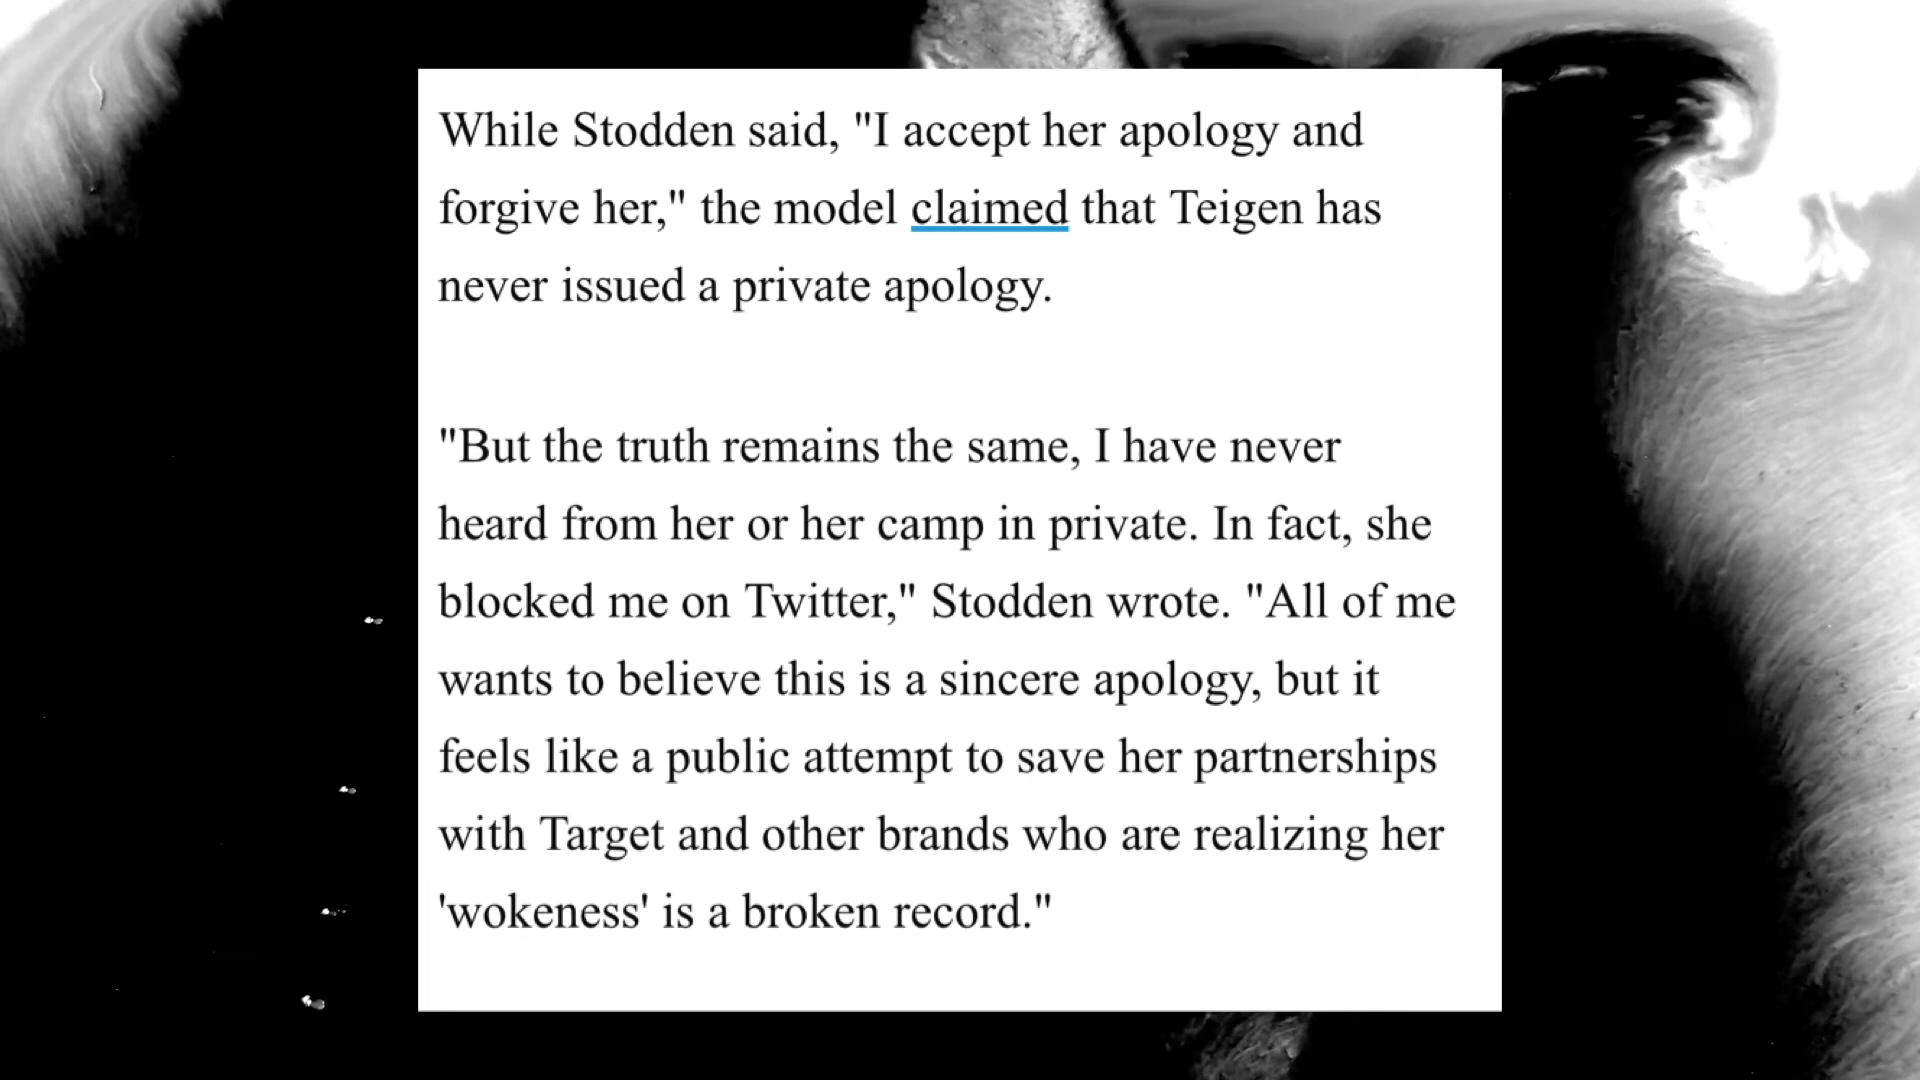 While Stodden said, "I accept her apology and
forgive her," the model claimed that Teigen has
never issued a private apology.
"But the truth remains the same, I have never
heard from her or her camp in private. In fact, she
blocked me on Twitter," Stodden wrote. "All of me
wants to believe this is a sincere apology, but it
feels like a public attempt to save her partnerships
with Target and other brands who are realizing her
'wokeness' is a broken record."